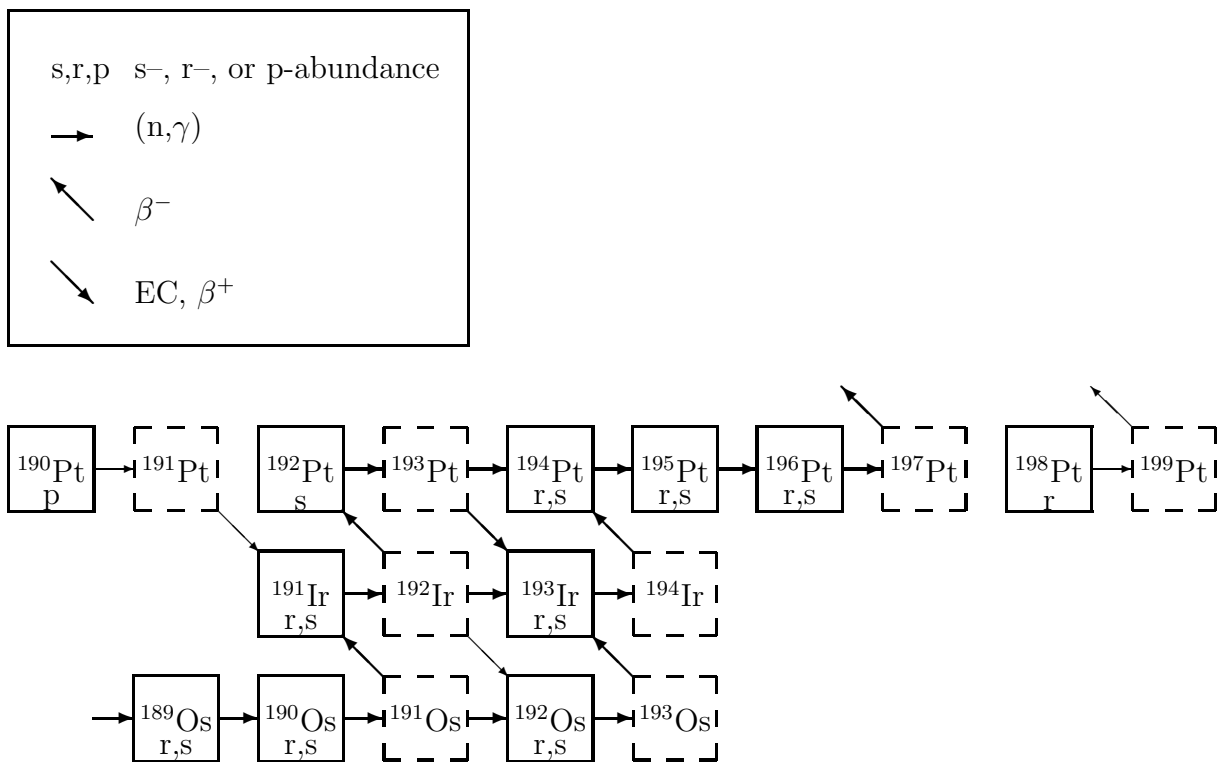 s,r,p s–, r–, or p-abundance
(n,γ)
β⁻
EC, β⁺
¹⁹⁰Pt ¹⁹¹Pt ¹⁹²Pt ¹⁹³Pt ¹⁹⁴Pt ¹⁹⁵Pt ¹⁹⁶Pt ¹⁹⁷Pt ¹⁹⁸Pt ¹⁹⁹Pt
p s r,s r,s r,s r
¹⁹¹Ir ¹⁹²Ir ¹⁹³Ir ¹⁹⁴Ir
r,s r,s
¹⁸⁹Os ¹⁹⁰Os ¹⁹¹Os ¹⁹²Os ¹⁹³Os
r,s r,s r,s